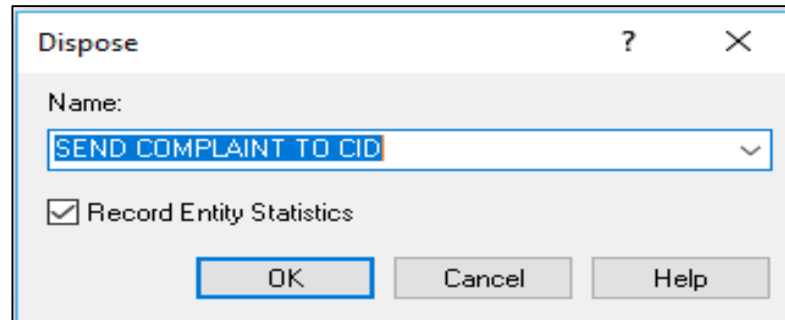 Dispose ?
Name:
SEND COMPLAINT TO CID
Record Entity Statistics
OK Cancel Help